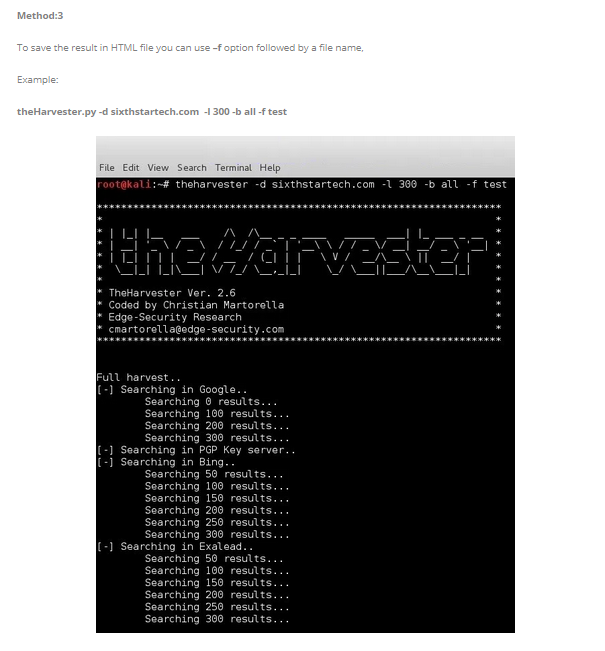 Method:3
To save the result in HTML file you can use –f option followed by a file name,
Example:
theHarvester.py -d sixthstartech.com -l 300 -b all -f test
File Edit View Search Terminal Help
root@kali:~# theharvester -d sixthstartech.com -l 300 -b all -f test
*******************************************************************
theHarvester
* TheHarvester Ver. 2.6 *
* Coded by Christian Martorella *
* Edge-Security Research *
* cmartorella@edge-security.com *
*******************************************************************
Full harvest..
[-] Searching in Google..
Searching 0 results...
Searching 100 results...
Searching 200 results...
Searching 300 results...
[-] Searching in PGP Key server..
[-] Searching in Bing..
Searching 50 results...
Searching 100 results...
Searching 150 results...
Searching 200 results...
Searching 250 results...
Searching 300 results...
[-] Searching in Exalead..
Searching 50 results...
Searching 100 results...
Searching 150 results...
Searching 200 results...
Searching 250 results...
Searching 300 results...